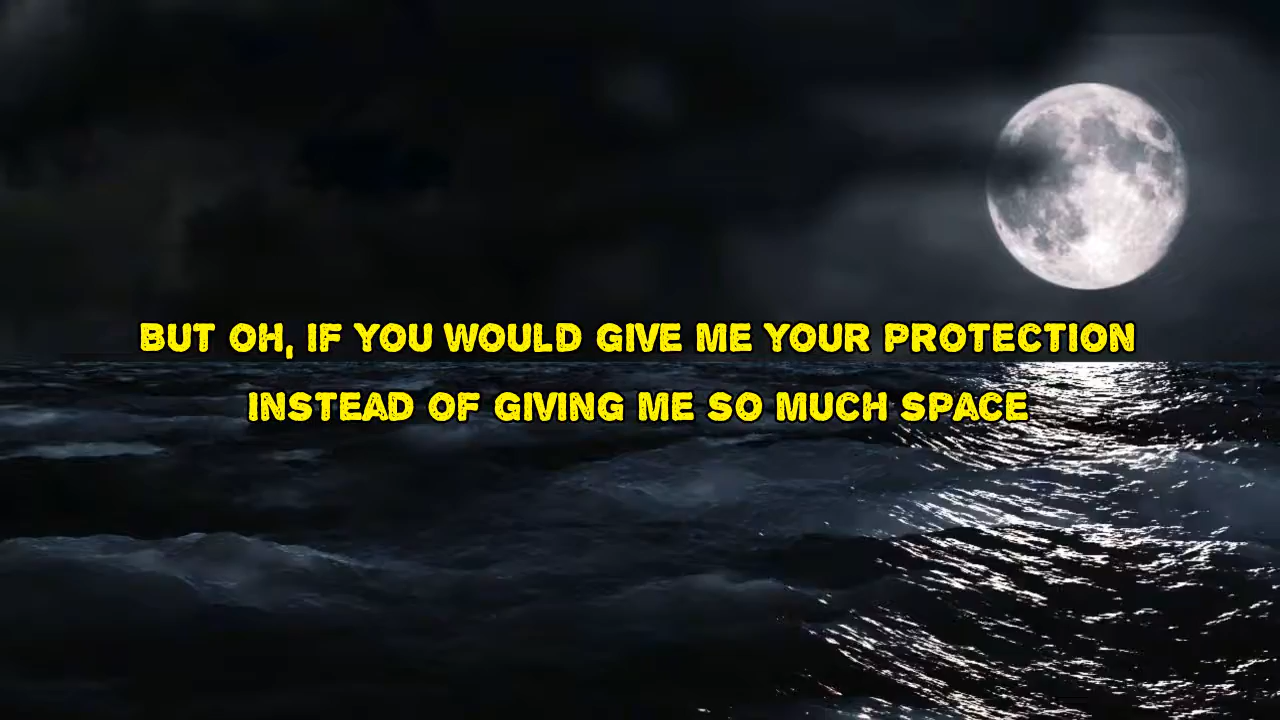 BUT OH, IF YOU WOULD GIVE ME YOUR PROTECTION
INSTEAD OF GIVING ME SO MUCH SPACE